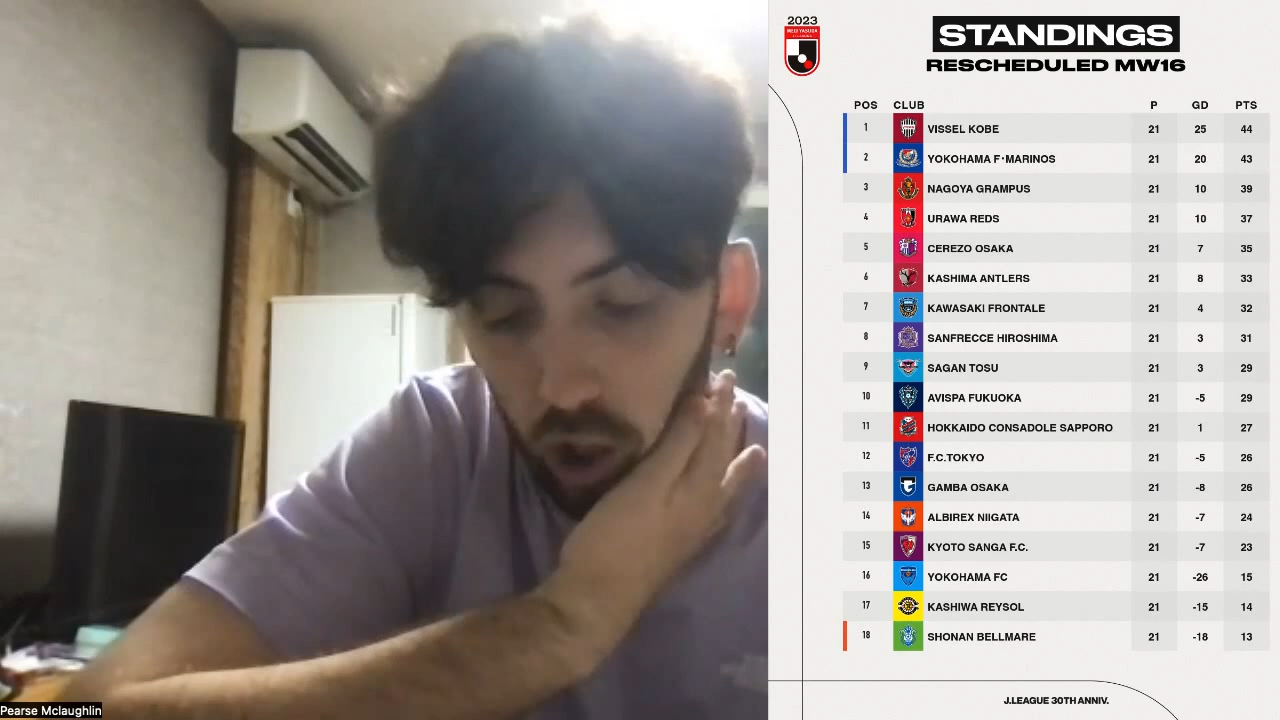 2023
MEIJI YASUDA
J1 LEAGUE
STANDINGS
RESCHEDULED MW16
POS CLUB P GD PTS
1 VISSEL KOBE 21 25 44
2 YOKOHAMA F・MARINOS 21 20 43
3 NAGOYA GRAMPUS 21 10 39
4 URAWA REDS 21 10 37
5 CEREZO OSAKA 21 7 35
6 KASHIMA ANTLERS 21 8 33
7 KAWASAKI FRONTALE 21 4 32
8 SANFRECCE HIROSHIMA 21 3 31
9 SAGAN TOSU 21 3 29
10 AVISPA FUKUOKA 21 -5 29
11 HOKKAIDO CONSADOLE SAPPORO 21 1 27
12 F.C.TOKYO 21 -5 26
13 GAMBA OSAKA 21 -8 26
14 ALBIREX NIIGATA 21 -7 24
15 KYOTO SANGA F.C. 21 -7 23
16 YOKOHAMA FC 21 -26 15
17 KASHIWA REYSOL 21 -15 14
18 SHONAN BELLMARE 21 -18 13
J.LEAGUE 30TH ANNIV.
Pearse Mclaughlin